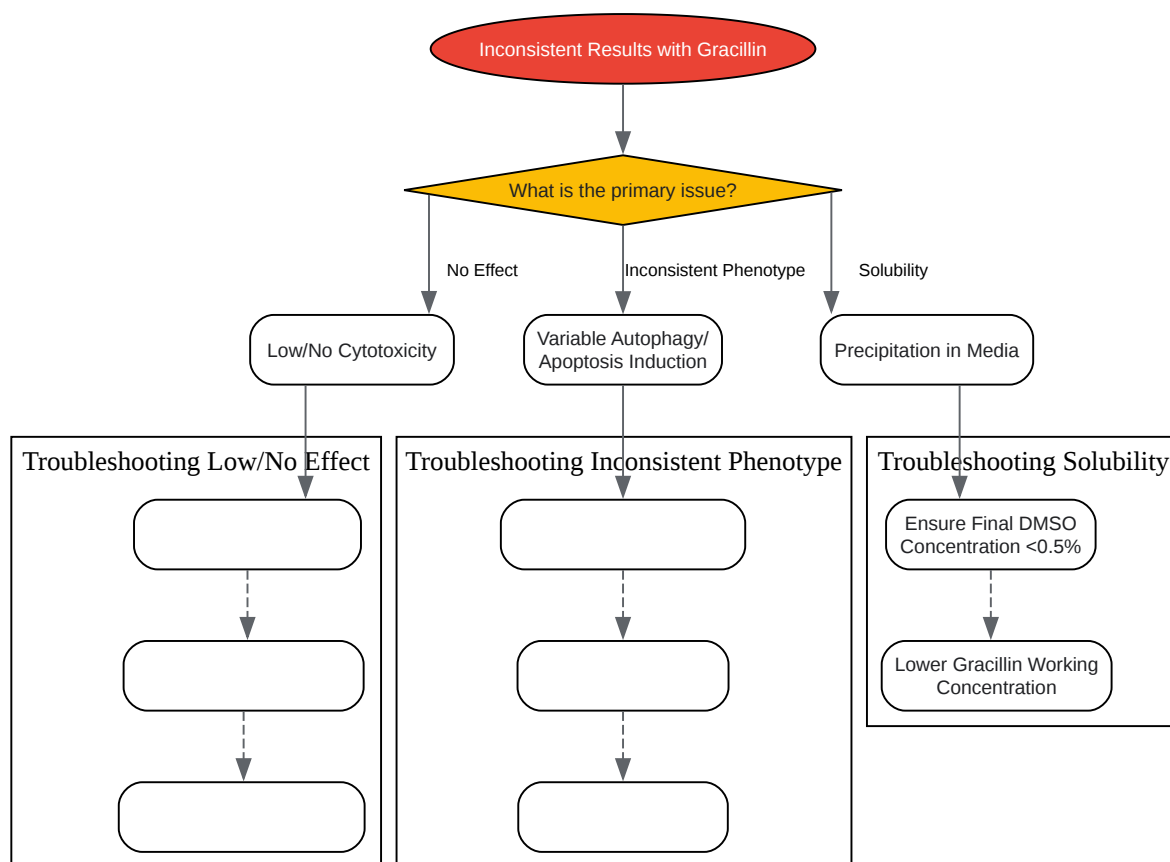 Inconsistent Results with Gracillin
What is the primary issue?
No Effect
Inconsistent Phenotype
Solubility
Low/No Cytotoxicity
Variable Autophagy/
Apoptosis Induction
Precipitation in Media
Troubleshooting Low/No Effect
Troubleshooting Inconsistent Phenotype
Troubleshooting Solubility
Ensure Final DMSO
Concentration <0.5%
Lower Gracillin Working
Concentration